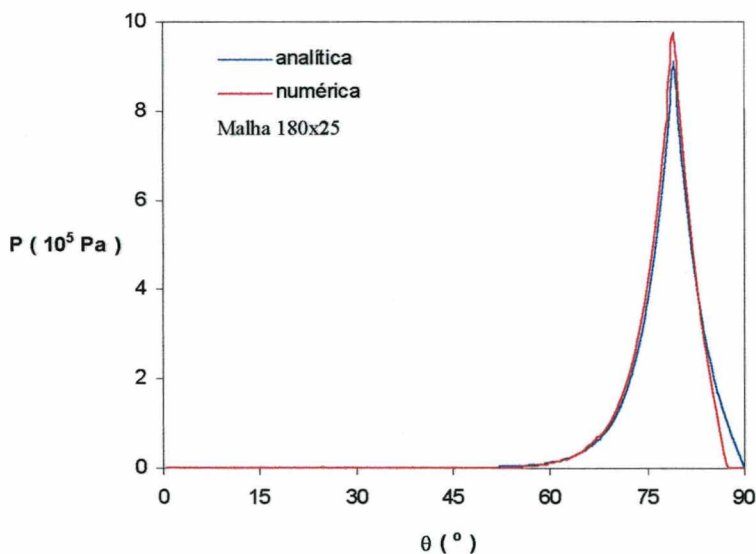 10
analítica
numérica
Malha 180x25
8
6
P ( 10⁵ Pa )
4
2
0
0 15 30 45 60 75 90
θ ( º )